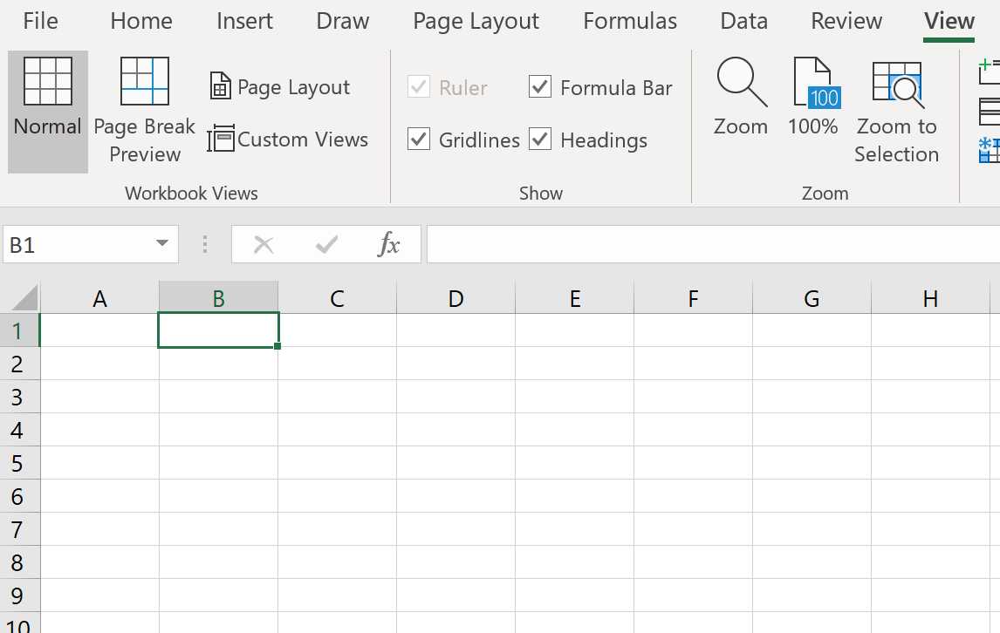 File Home Insert Draw Page Layout Formulas Data Review View
Normal
Page Break
Preview
Page Layout
Custom Views
Workbook Views
Ruler
Formula Bar
Gridlines
Headings
Show
Zoom
100
100%
Zoom to
Selection
Zoom
B1
fx
A B C D E F G H
1
2
3
4
5
6
7
8
9
10